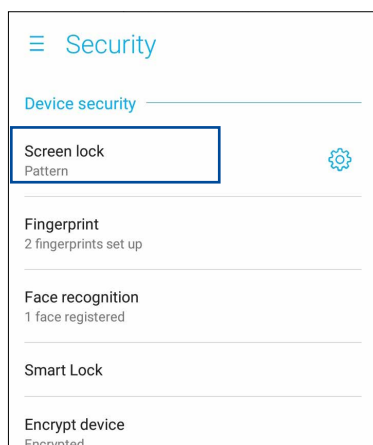 Security
Device security
Screen lock
Pattern
Fingerprint
2 fingerprints set up
Face recognition
1 face registered
Smart Lock
Encrypt device
Encrypted